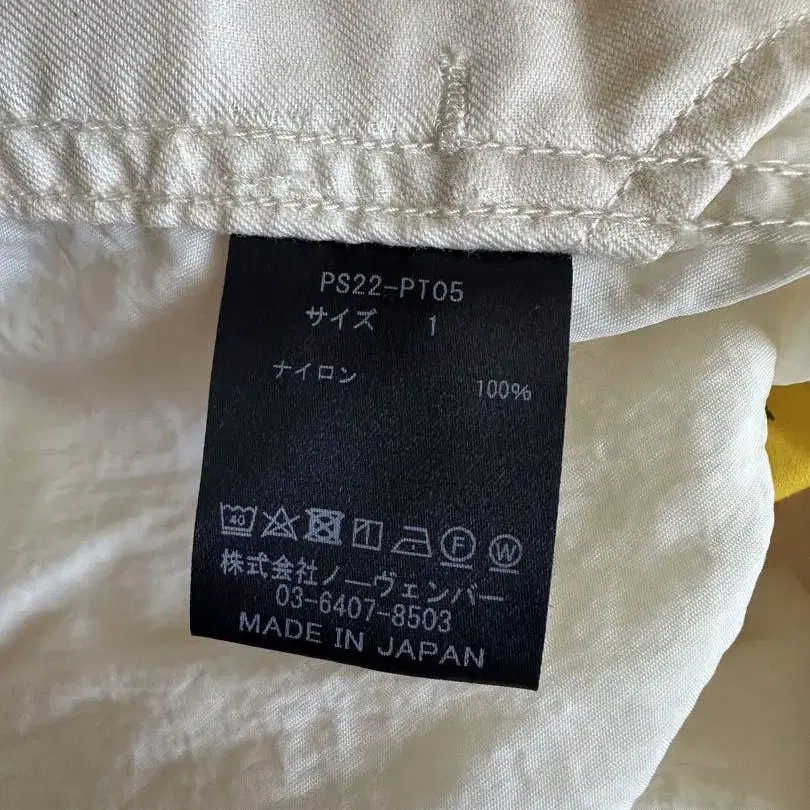 PS22-PT05
サイズ 1
ナイロン 100%
40 F W
株式会社ノーヴェンバー
03-6407-8503
MADE IN JAPAN